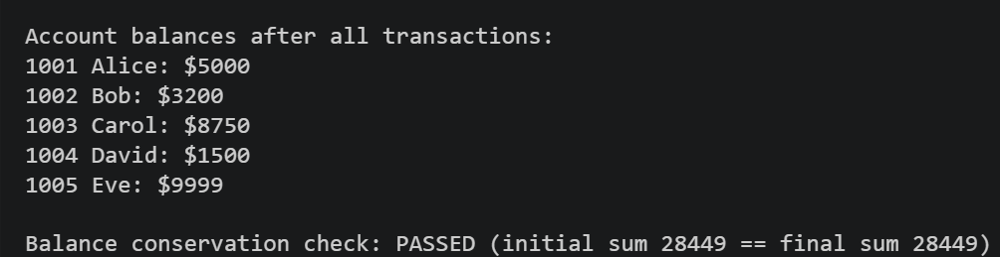 Account balances after all transactions:
1001 Alice: $5000
1002 Bob: $3200
1003 Carol: $8750
1004 David: $1500
1005 Eve: $9999
Balance conservation check: PASSED (initial sum 28449 == final sum 28449)